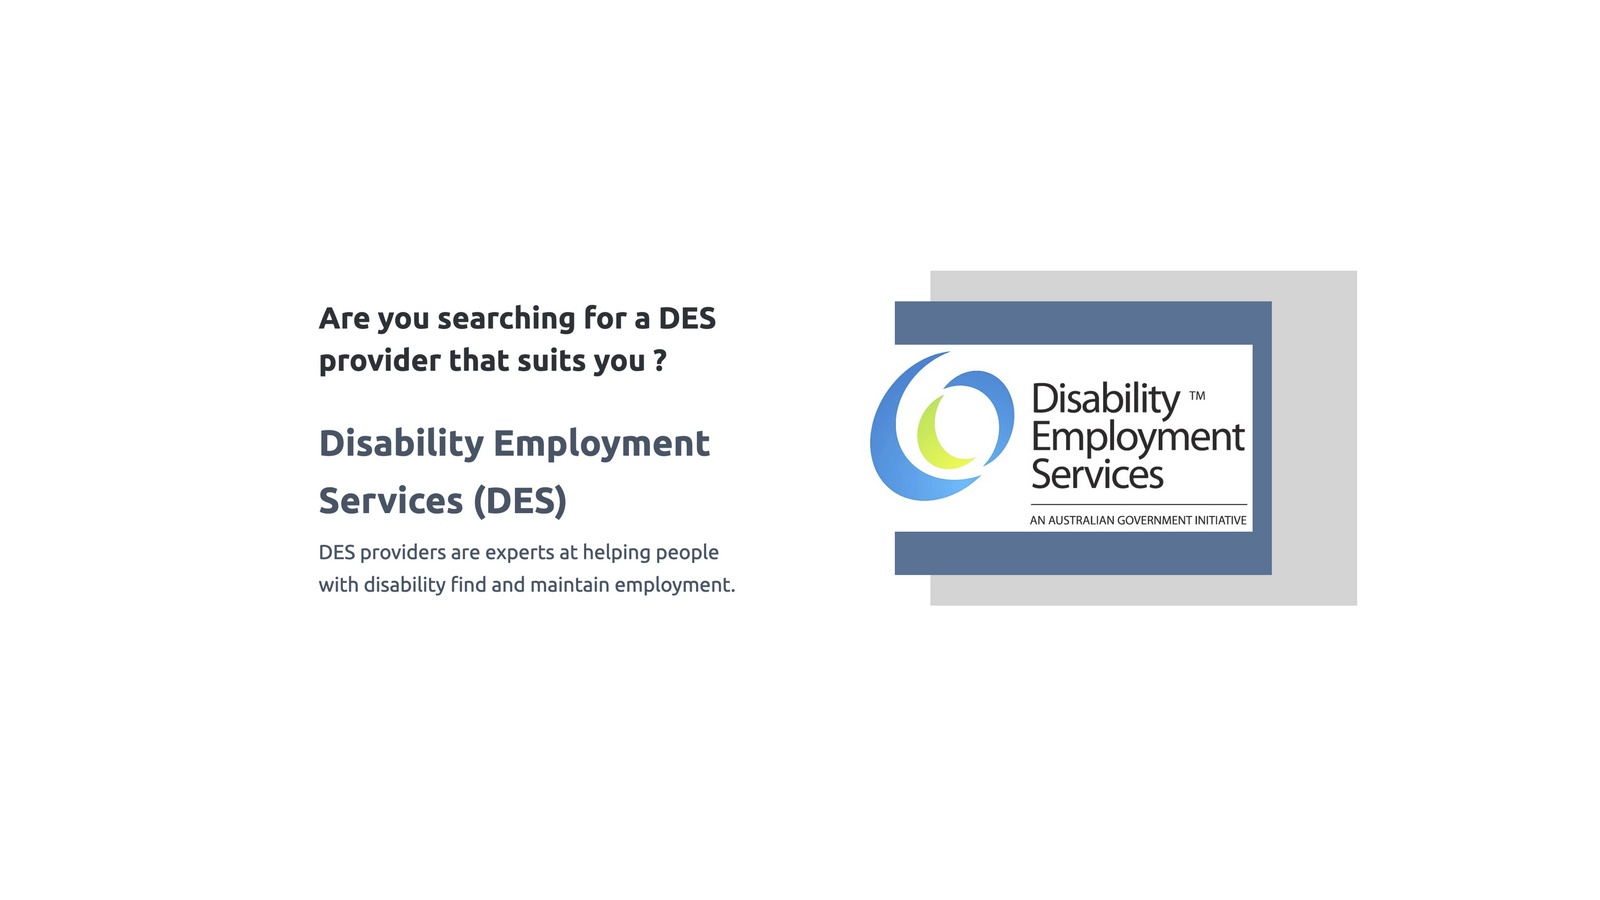 Are you searching for a DES
provider that suits you ?
Disability Employment
Services (DES)
DES providers are experts at helping people
with disability find and maintain employment.
Disability ™
Employment
Services
AN AUSTRALIAN GOVERNMENT INITIATIVE